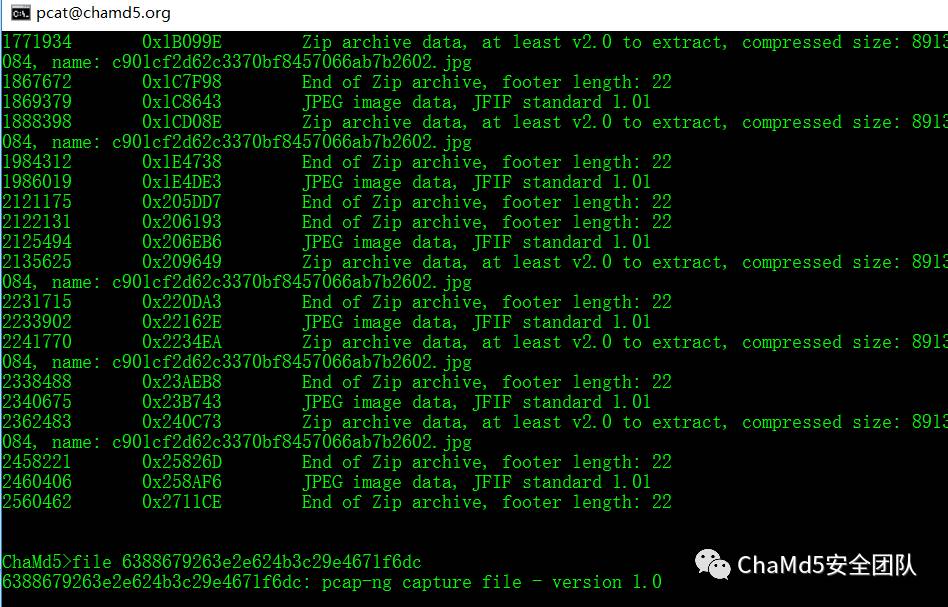 pcat@chamd5.org
1771934 0x1B099E Zip archive data, at least v2.0 to extract, compressed size: 8913
084, name: c901cf2d62c3370bf8457066ab7b2602.jpg
1867672 0x1C7F98 End of Zip archive, footer length: 22
1869379 0x1C8643 JPEG image data, JFIF standard 1.01
1888398 0x1CD08E Zip archive data, at least v2.0 to extract, compressed size: 8913
084, name: c901cf2d62c3370bf8457066ab7b2602.jpg
1984312 0x1E4738 End of Zip archive, footer length: 22
1986019 0x1E4DE3 JPEG image data, JFIF standard 1.01
2121175 0x205DD7 End of Zip archive, footer length: 22
2122131 0x206193 End of Zip archive, footer length: 22
2125494 0x206EB6 JPEG image data, JFIF standard 1.01
2135625 0x209649 Zip archive data, at least v2.0 to extract, compressed size: 8913
084, name: c901cf2d62c3370bf8457066ab7b2602.jpg
2231715 0x220DA3 End of Zip archive, footer length: 22
2233902 0x22162E JPEG image data, JFIF standard 1.01
2241770 0x2234EA Zip archive data, at least v2.0 to extract, compressed size: 8913
084, name: c901cf2d62c3370bf8457066ab7b2602.jpg
2338488 0x23AEB8 End of Zip archive, footer length: 22
2340675 0x23B743 JPEG image data, JFIF standard 1.01
2362483 0x240C73 Zip archive data, at least v2.0 to extract, compressed size: 8913
084, name: c901cf2d62c3370bf8457066ab7b2602.jpg
2458221 0x25826D End of Zip archive, footer length: 22
2460406 0x258AF6 JPEG image data, JFIF standard 1.01
2560462 0x2711CE End of Zip archive, footer length: 22
ChaMd5>file 6388679263e2e624b3c29e4671f6dc
6388679263e2e624b3c29e4671f6dc: pcap-ng capture file - version 1.0
ChaMd5安全团队